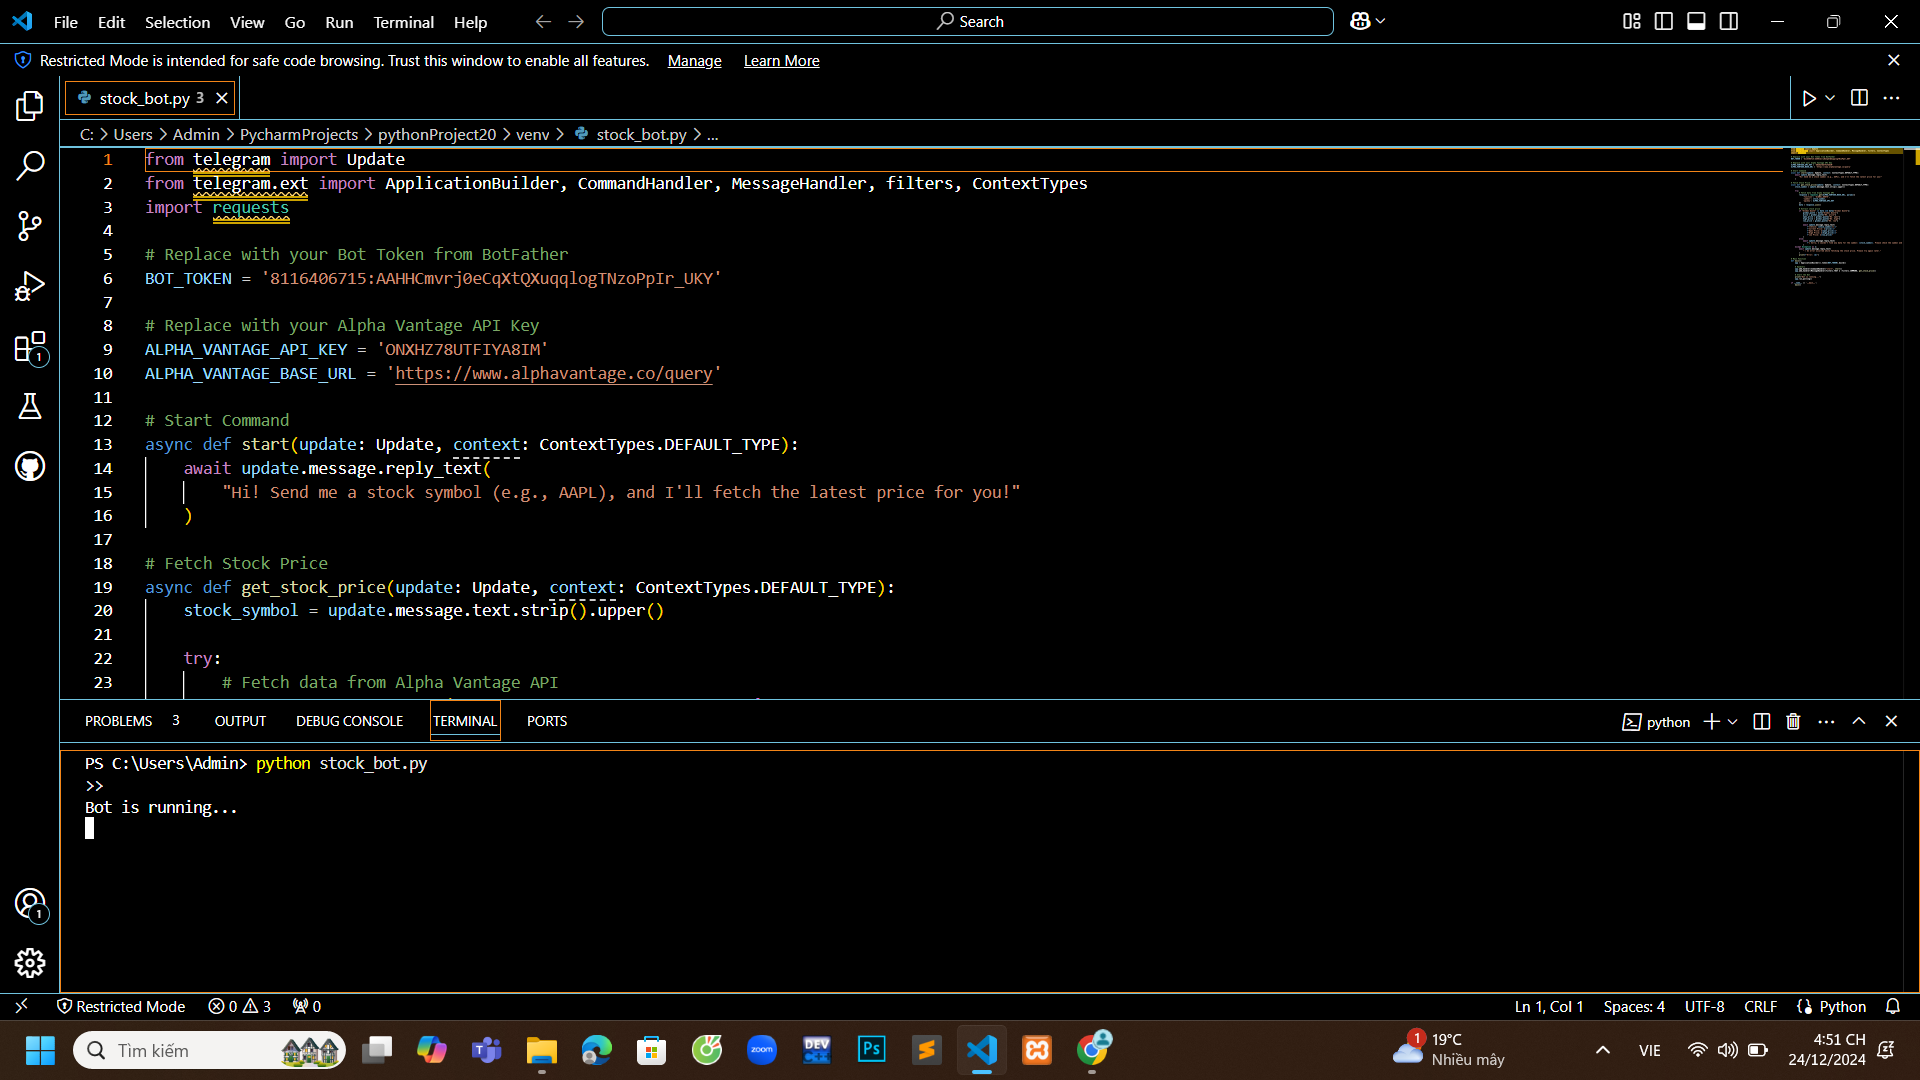 File Edit Selection View Go Run Terminal Help
Search
Restricted Mode is intended for safe code browsing. Trust this window to enable all features. Manage Learn More
stock_bot.py 3
C: > Users > Admin > PycharmProjects > pythonProject20 > venv > stock_bot.py > ...
1 from telegram import Update
2 from telegram.ext import ApplicationBuilder, CommandHandler, MessageHandler, filters, ContextTypes
3 import requests
4
5 # Replace with your Bot Token from BotFather
6 BOT_TOKEN = '8116406715:AAHHCmvrj0eCqXtQXuqqlogTNzoPpIr_UKY'
7
8 # Replace with your Alpha Vantage API Key
9 ALPHA_VANTAGE_API_KEY = 'ONXHZ78UTFIYA8IM'
10 ALPHA_VANTAGE_BASE_URL = 'https://www.alphavantage.co/query'
11
12 # Start Command
13 async def start(update: Update, context: ContextTypes.DEFAULT_TYPE):
14 await update.message.reply_text(
15 "Hi! Send me a stock symbol (e.g., AAPL), and I'll fetch the latest price for you!"
16 )
17
18 # Fetch Stock Price
19 async def get_stock_price(update: Update, context: ContextTypes.DEFAULT_TYPE):
20 stock_symbol = update.message.text.strip().upper()
21
22 try:
23 # Fetch data from Alpha Vantage API
PROBLEMS 3 OUTPUT DEBUG CONSOLE TERMINAL PORTS
python
PS C:\Users\Admin> python stock_bot.py
>>
Bot is running...
1
1
Restricted Mode 0 3 0
Ln 1, Col 1 Spaces: 4 UTF-8 CRLF Python
Tìm kiếm
zoom
DEV
Ps
1
19°C
Nhiều mây
VIE
4:51 CH
24/12/2024